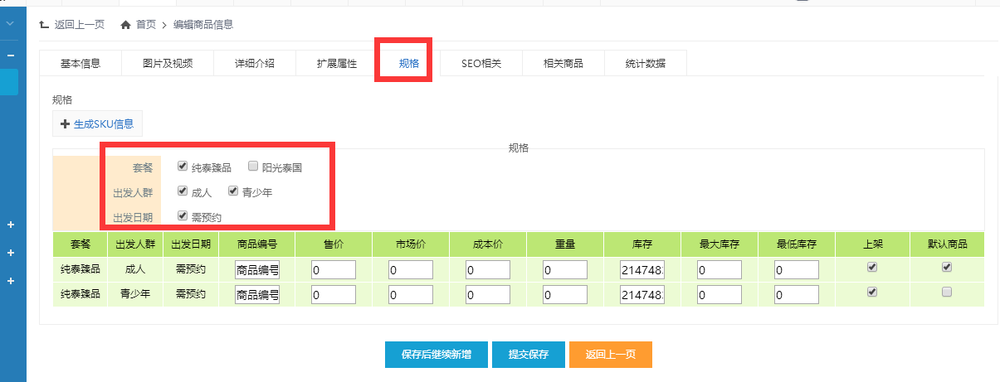 返回上一页 首页 > 编辑商品信息
基本信息 图片及视频 详细介绍 扩展属性 规格 SEO相关 相关商品 统计数据
规格
生成SKU信息
规格
套餐 纯泰臻品 阳光泰国
出发人群 成人 青少年
出发日期 需预约
套餐 出发人群 出发日期 商品编号 售价 市场价 成本价 重量 库存 最大库存 最低库存 上架 默认商品
纯泰臻品 成人 需预约 商品编号 0 0 0 0 214748 0 0
纯泰臻品 青少年 需预约 商品编号 0 0 0 0 214748 0 0
保存后继续新增 提交保存 返回上一页